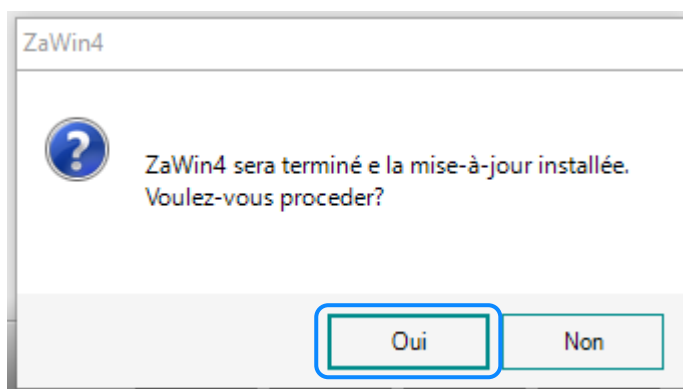 ZaWin4
ZaWin4 sera terminé e la mise-à-jour installée.
Voulez-vous proceder?
Oui
Non